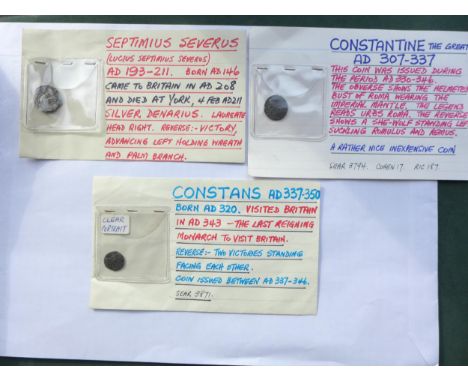 SEPTIMIUS SEVERUS
(LUCIUS SEPTIMIUS SEVERUS)
AD 193-211. BORN AD 146
CAME TO BRITAIN IN AD 208
AND DIED AT YORK, 4 FEB AD 211
SILVER DENARIUS. LAUREATE
HEAD RIGHT. REVERSE:- VICTORY,
ADVANCING LEFT HOLDING WREATH
AND PALM BRANCH.
CONSTANTINE THE GREAT
AD 307-337
THIS COIN WAS ISSUED DURING
THE PERIOD AD 330-346.
THE OBVERSE SHOWS THE HELMETED
BUST OF ROMA WEARING THE
IMPERIAL MANTLE. THE LEGEND
READS URBS ROMA. THE REVERSE
SHOWS A SHE-WOLF STANDING LEFT
SUCKLING ROMULUS AND REMUS.
A RATHER NICE INEXPENSIVE COIN
SEAR 3794. COHEN 17. RIC 187
CONSTANS AD 337-350
BORN AD 320. VISITED BRITAIN
IN AD 343 - THE LAST REIGNING
MONARCH TO VISIT BRITAIN.
REVERSE:- TWO VICTORIES STANDING
FACING EACH OTHER.
COIN ISSUED BETWEEN AD 337-346.
SEAR 3871.
CLEAR
PORTRAIT